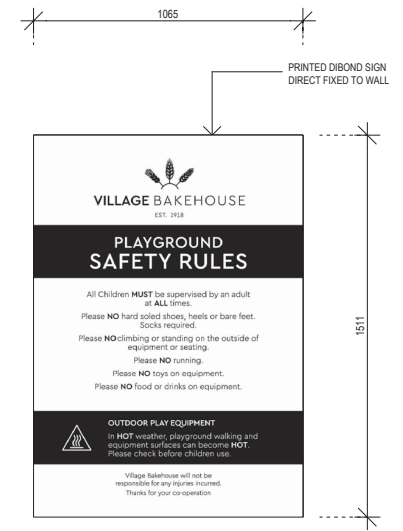 1065
PRINTED DIBOND SIGN
DIRECT FIXED TO WALL
VILLAGE BAKEHOUSE
EST. 1918
PLAYGROUND
SAFETY RULES
All Children MUST be supervised by an adult
at ALL times.
Please NO hard soled shoes, heels or bare feet.
Socks required.
Please NO climbing or standing on the outside of
equipment or seating.
Please NO running.
Please NO toys on equipment.
Please NO food or drinks on equipment.
OUTDOOR PLAY EQUIPMENT
In HOT weather, playground walking and
equipment surfaces can become HOT.
Please check before children use.
Village Bakehouse will not be
responsible for any injuries incurred.
Thanks for your co-operation
1511